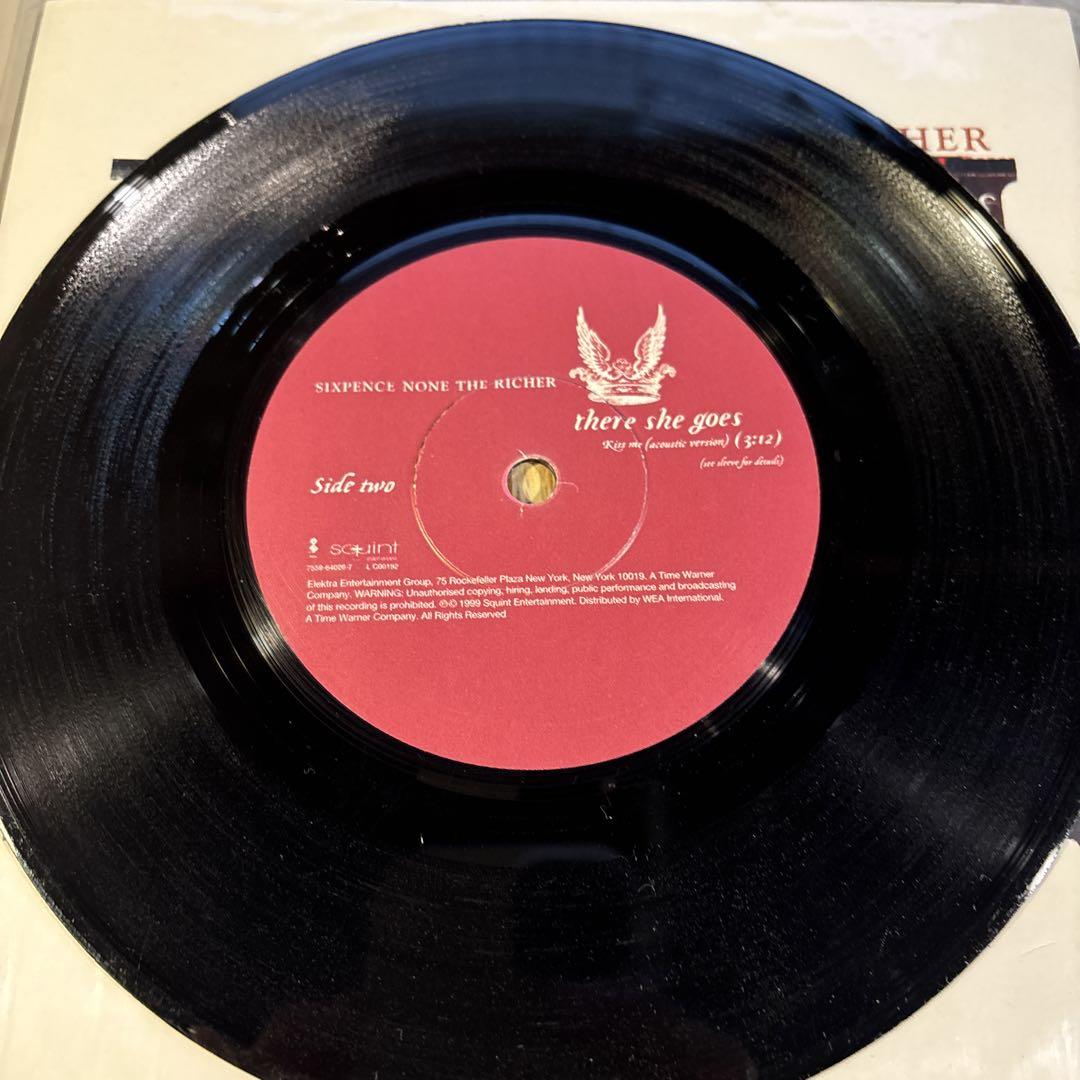 HER
SIXPENCE NONE THE RICHER
there she goes
Kiss me (acoustic version) (3:12)
(see sleeve for details)
Side two
squint
7559-64020-7 LC00192
Elektra Entertainment Group, 75 Rockefeller Plaza New York, New York 10019. A Time Warner
Company. WARNING: Unauthorised copying, hiring, lending, public performance and broadcasting
of this recording is prohibited. ℗© 1999 Squint Entertainment. Distributed by WEA International.
A Time Warner Company. All Rights Reserved